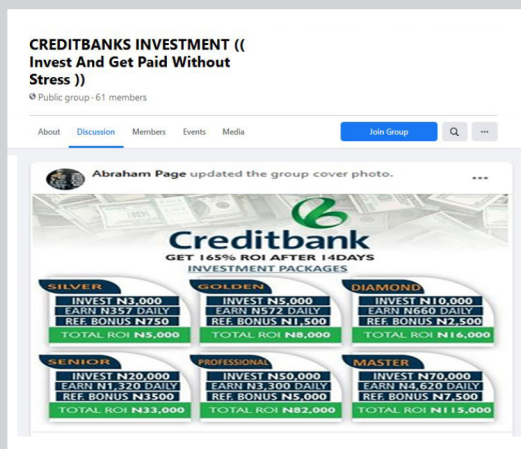 CREDITBANKS INVESTMENT ((
Invest And Get Paid Without
Stress ))
Public group · 61 members
About Discussion Members Events Media Join Group
Abraham Page updated the group cover photo.
Creditbank
GET 165% ROI AFTER 14DAYS
INVESTMENT PACKAGES
SILVER
INVEST N3,000
EARN N357 DAILY
REF. BONUS N750
TOTAL ROI N5,000
GOLDEN
INVEST N5,000
EARN N572 DAILY
REF. BONUS N1,500
TOTAL ROI N8,000
DIAMOND
INVEST N10,000
EARN N660 DAILY
REF. BONUS N2,500
TOTAL ROI N16,000
SENIOR
INVEST N20,000
EARN N1,320 DAILY
REF. BONUS N3500
TOTAL ROI N33,000
PROFESSIONAL
INVEST N50,000
EARN N3,300 DAILY
REF. BONUS N5,000
TOTAL ROI N82,000
MASTER
INVEST N70,000
EARN N4,620 DAILY
REF. BONUS N7,500
TOTAL ROI N115,000